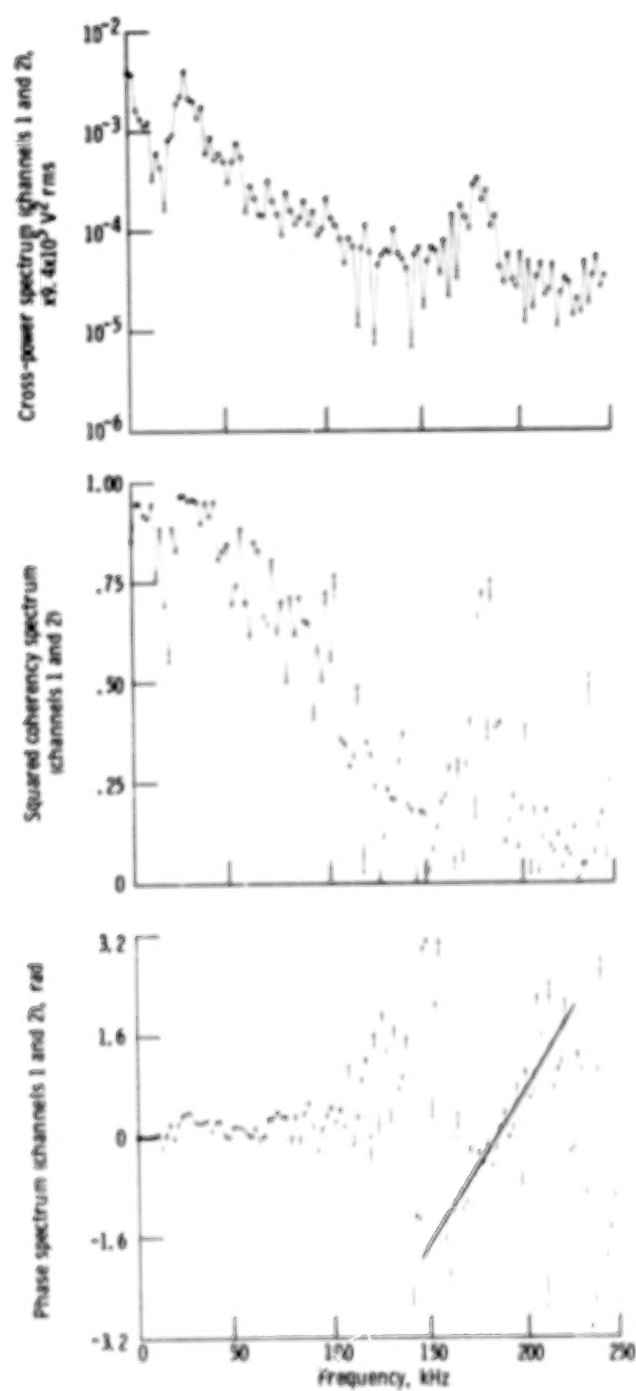 10-2
10-3
10-4
10-5
10-6
Cross-power spectrum (channels 1 and 2),
x9.4x10^5 V^2 rms
1.00
.75
.50
.25
0
Squared coherency spectrum
(channels 1 and 2)
3.2
1.6
0
-1.6
-3.2
Phase spectrum (channels 1 and 2), rad
0 50 100 150 200 250
Frequency, kHz